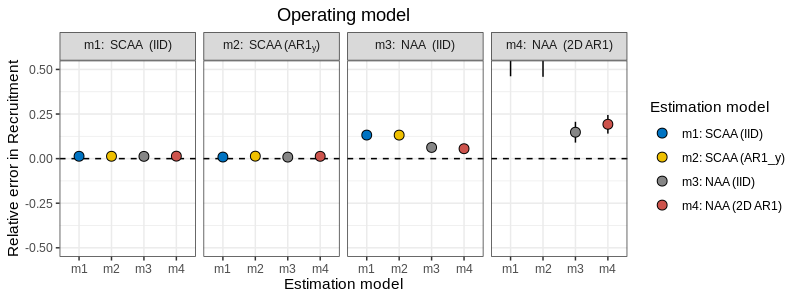 Operating model
m1: SCAA (IID)
m2: SCAA (AR1y)
m3: NAA (IID)
m4: NAA (2D AR1)
Relative error in Recruitment
0.50
0.25
0.00
-0.25
-0.50
m1 m2 m3 m4
m1 m2 m3 m4
m1 m2 m3 m4
m1 m2 m3 m4
Estimation model
Estimation model
m1: SCAA (IID)
m2: SCAA (AR1_y)
m3: NAA (IID)
m4: NAA (2D AR1)